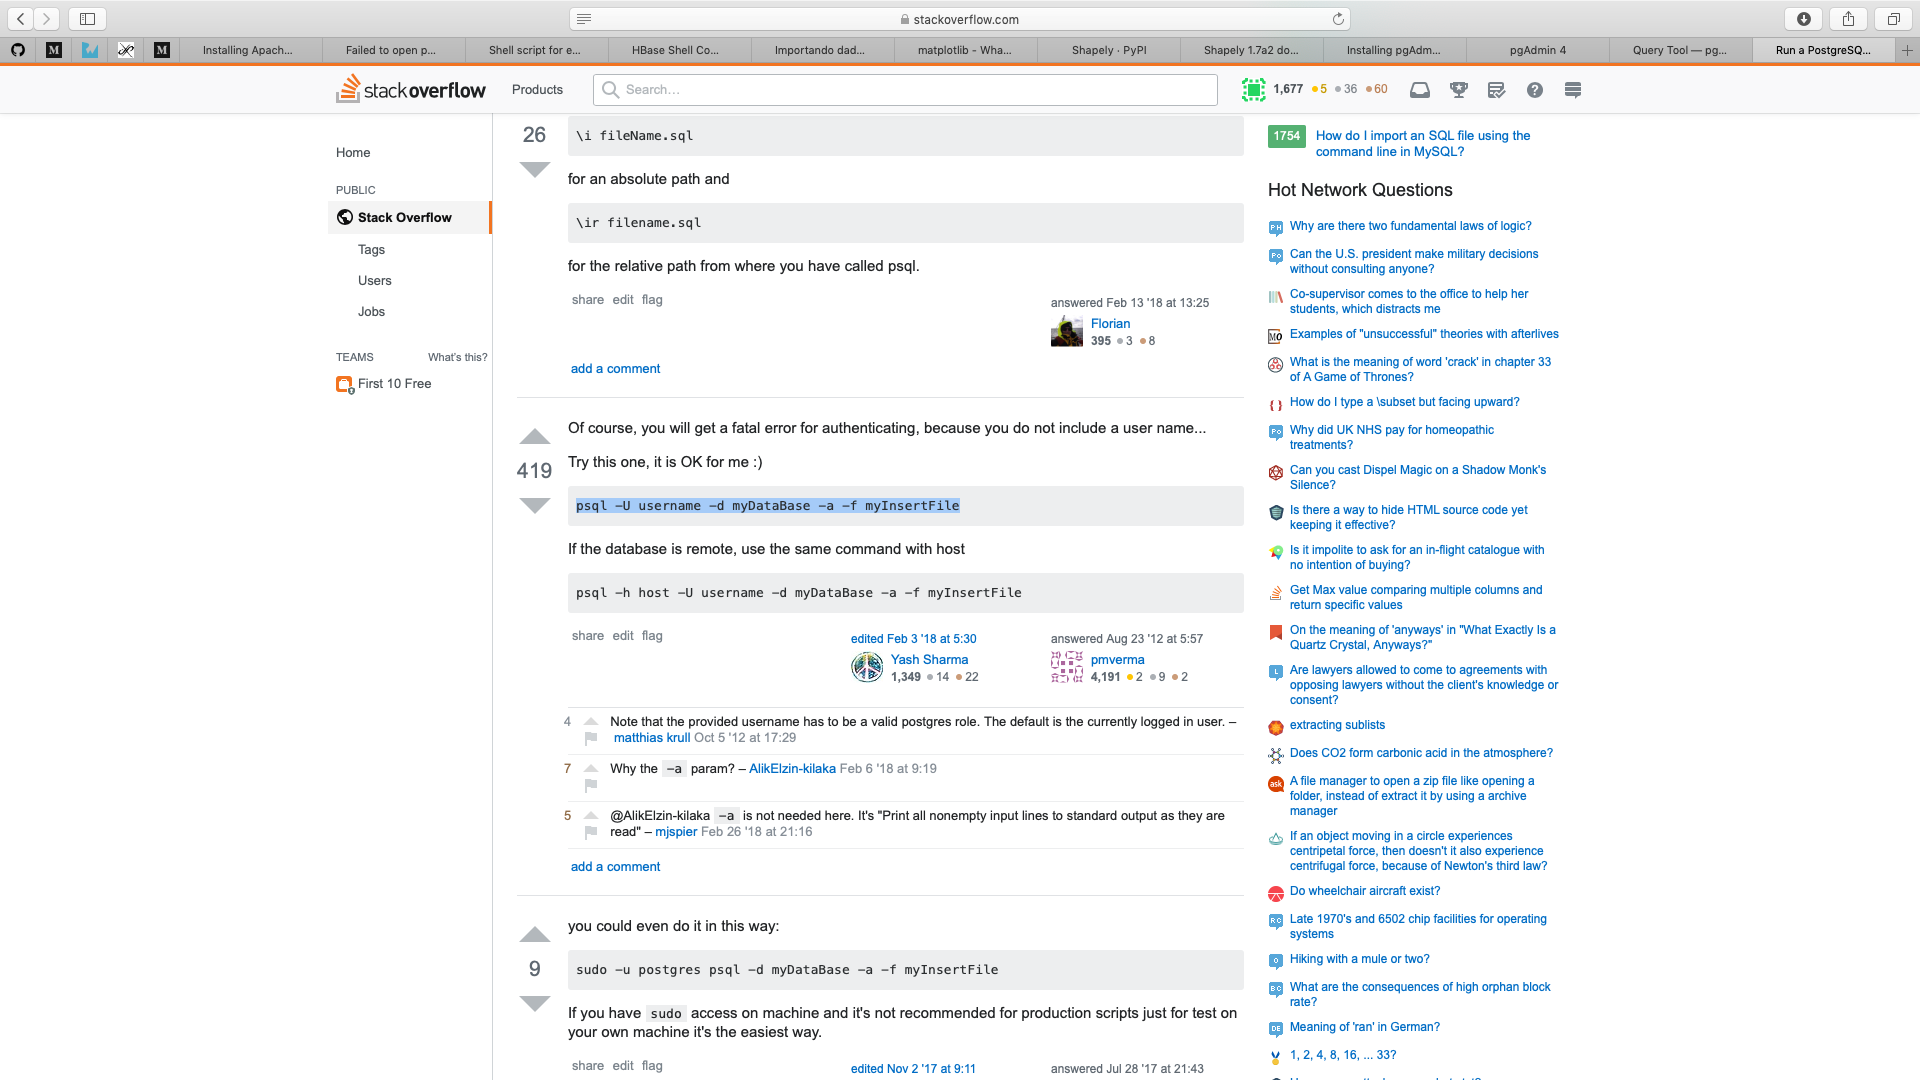 stackoverflow.com
Installing Apach...
Failed to open p...
Shell script for e...
HBase Shell Co...
Importando dad...
matplotlib - Wha...
Shapely · PyPI
Shapely 1.7a2 do...
Installing pgAdm...
pgAdmin 4
Query Tool — pg...
Run a PostgreSQ...
stackoverflow
Products
Search...
1,677 5 36 60
Home
PUBLIC
Stack Overflow
Tags
Users
Jobs
TEAMS What's this?
First 10 Free
26
\i fileName.sql
for an absolute path and
\ir filename.sql
for the relative path from where you have called psql.
share edit flag
answered Feb 13 '18 at 13:25
Florian
395 3 8
add a comment
419
Of course, you will get a fatal error for authenticating, because you do not include a user name...
Try this one, it is OK for me :)
psql -U username -d myDataBase -a -f myInsertFile
If the database is remote, use the same command with host
psql -h host -U username -d myDataBase -a -f myInsertFile
share edit flag
edited Feb 3 '18 at 5:30
Yash Sharma
1,349 14 22
answered Aug 23 '12 at 5:57
pmverma
4,191 2 9 2
4 Note that the provided username has to be a valid postgres role. The default is the currently logged in user. –
matthias krull Oct 5 '12 at 17:29
7 Why the -a param? – AlikElzin-kilaka Feb 6 '18 at 9:19
5 @AlikElzin-kilaka -a is not needed here. It's "Print all nonempty input lines to standard output as they are
read" – mjspier Feb 26 '18 at 21:16
add a comment
9
you could even do it in this way:
sudo -u postgres psql -d myDataBase -a -f myInsertFile
If you have sudo access on machine and it's not recommended for production scripts just for test on
your own machine it's the easiest way.
share edit flag
edited Nov 2 '17 at 9:11
answered Jul 28 '17 at 21:43
1754 How do I import an SQL file using the
command line in MySQL?
Hot Network Questions
Why are there two fundamental laws of logic?
Can the U.S. president make military decisions
without consulting anyone?
Co-supervisor comes to the office to help her
students, which distracts me
Examples of "unsuccessful" theories with afterlives
What is the meaning of word 'crack' in chapter 33
of A Game of Thrones?
How do I type a \subset but facing upward?
Why did UK NHS pay for homeopathic
treatments?
Can you cast Dispel Magic on a Shadow Monk's
Silence?
Is there a way to hide HTML source code yet
keeping it effective?
Is it impolite to ask for an in-flight catalogue with
no intention of buying?
Get Max value comparing multiple columns and
return specific values
On the meaning of 'anyways' in "What Exactly Is a
Quartz Crystal, Anyways?"
Are lawyers allowed to come to agreements with
opposing lawyers without the client's knowledge or
consent?
extracting sublists
Does CO2 form carbonic acid in the atmosphere?
A file manager to open a zip file like opening a
folder, instead of extract it by using a archive
manager
If an object moving in a circle experiences
centripetal force, then doesn't it also experience
centrifugal force, because of Newton's third law?
Do wheelchair aircraft exist?
Late 1970's and 6502 chip facilities for operating
systems
Hiking with a mule or two?
What are the consequences of high orphan block
rate?
Meaning of 'ran' in German?
1, 2, 4, 8, 16, ... 33?